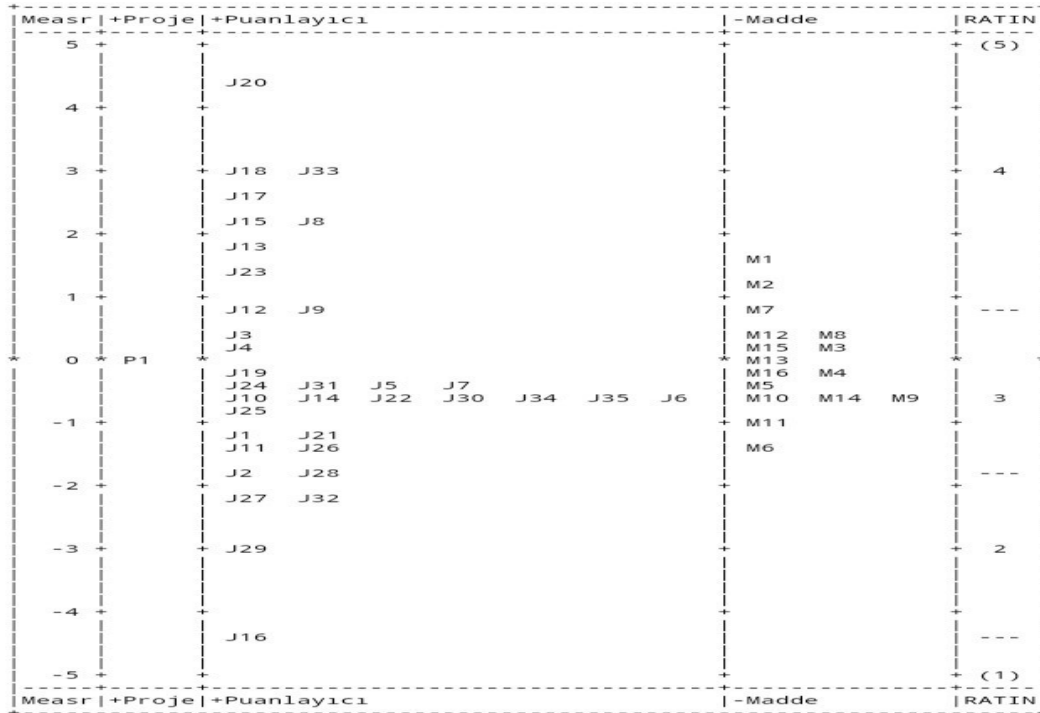 Measr|+Proje|+Puanlayıcı |-Madde |RATIN
5 + + + + (5)
J20
4 + + + +
3 + + J18 J33 + + 4
J17
J15 J8
2 + + + +
J13
M1
J23
M2
1 + + + +
J12 J9 M7 ---
J3 M12 M8
J4 M15 M3
* 0 * P1 * * M13 * *
J19 M16 M4
J24 J31 J5 J7 M5
J10 J14 J22 J30 J34 J35 J6 M10 M14 M9 3
J25
-1 + + + M11 +
J1 J21
J11 J26 M6
J2 J28 ---
-2 + + + +
J27 J32
-3 + + J29 + + 2
-4 + + + +
J16 ---
-5 + + + + (1)
Measr|+Proje|+Puanlayıcı |-Madde |RATIN